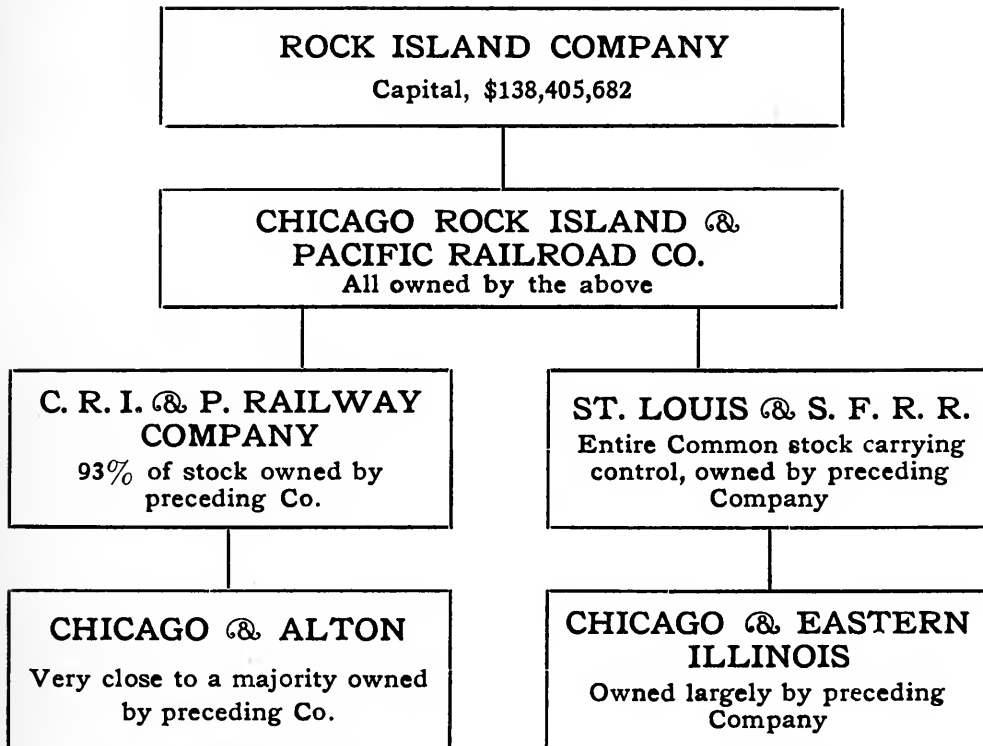 ROCK ISLAND COMPANY
Capital, $138,405,682
CHICAGO ROCK ISLAND &
PACIFIC RAILROAD CO.
All owned by the above
C. R. I. & P. RAILWAY
COMPANY
93% of stock owned by
preceding Co.
ST. LOUIS & S. F. R. R.
Entire Common stock carrying
control, owned by preceding
Company
CHICAGO & ALTON
Very close to a majority owned
by preceding Co.
CHICAGO & EASTERN
ILLINOIS
Owned largely by preceding
Company